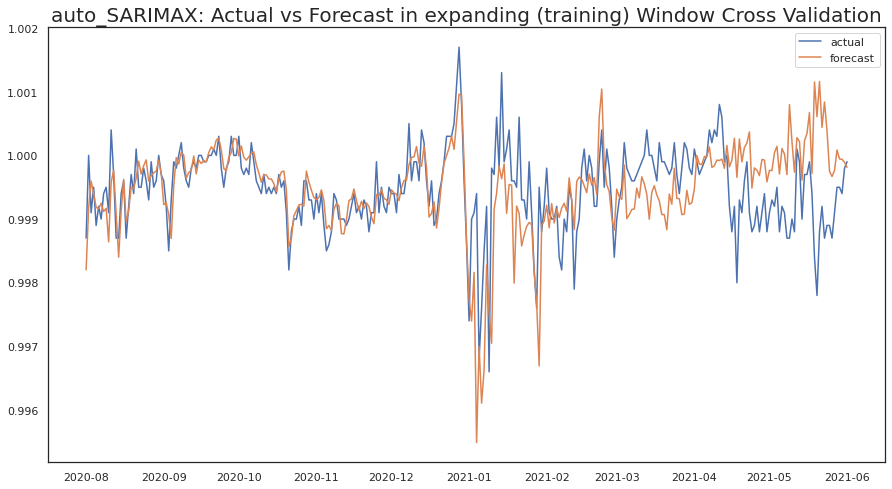 auto_SARIMAX: Actual vs Forecast in expanding (training) Window Cross Validation
actual
forecast
1.002
1.001
1.000
0.999
0.998
0.997
0.996
2020-08 2020-09 2020-10 2020-11 2020-12 2021-01 2021-02 2021-03 2021-04 2021-05 2021-06